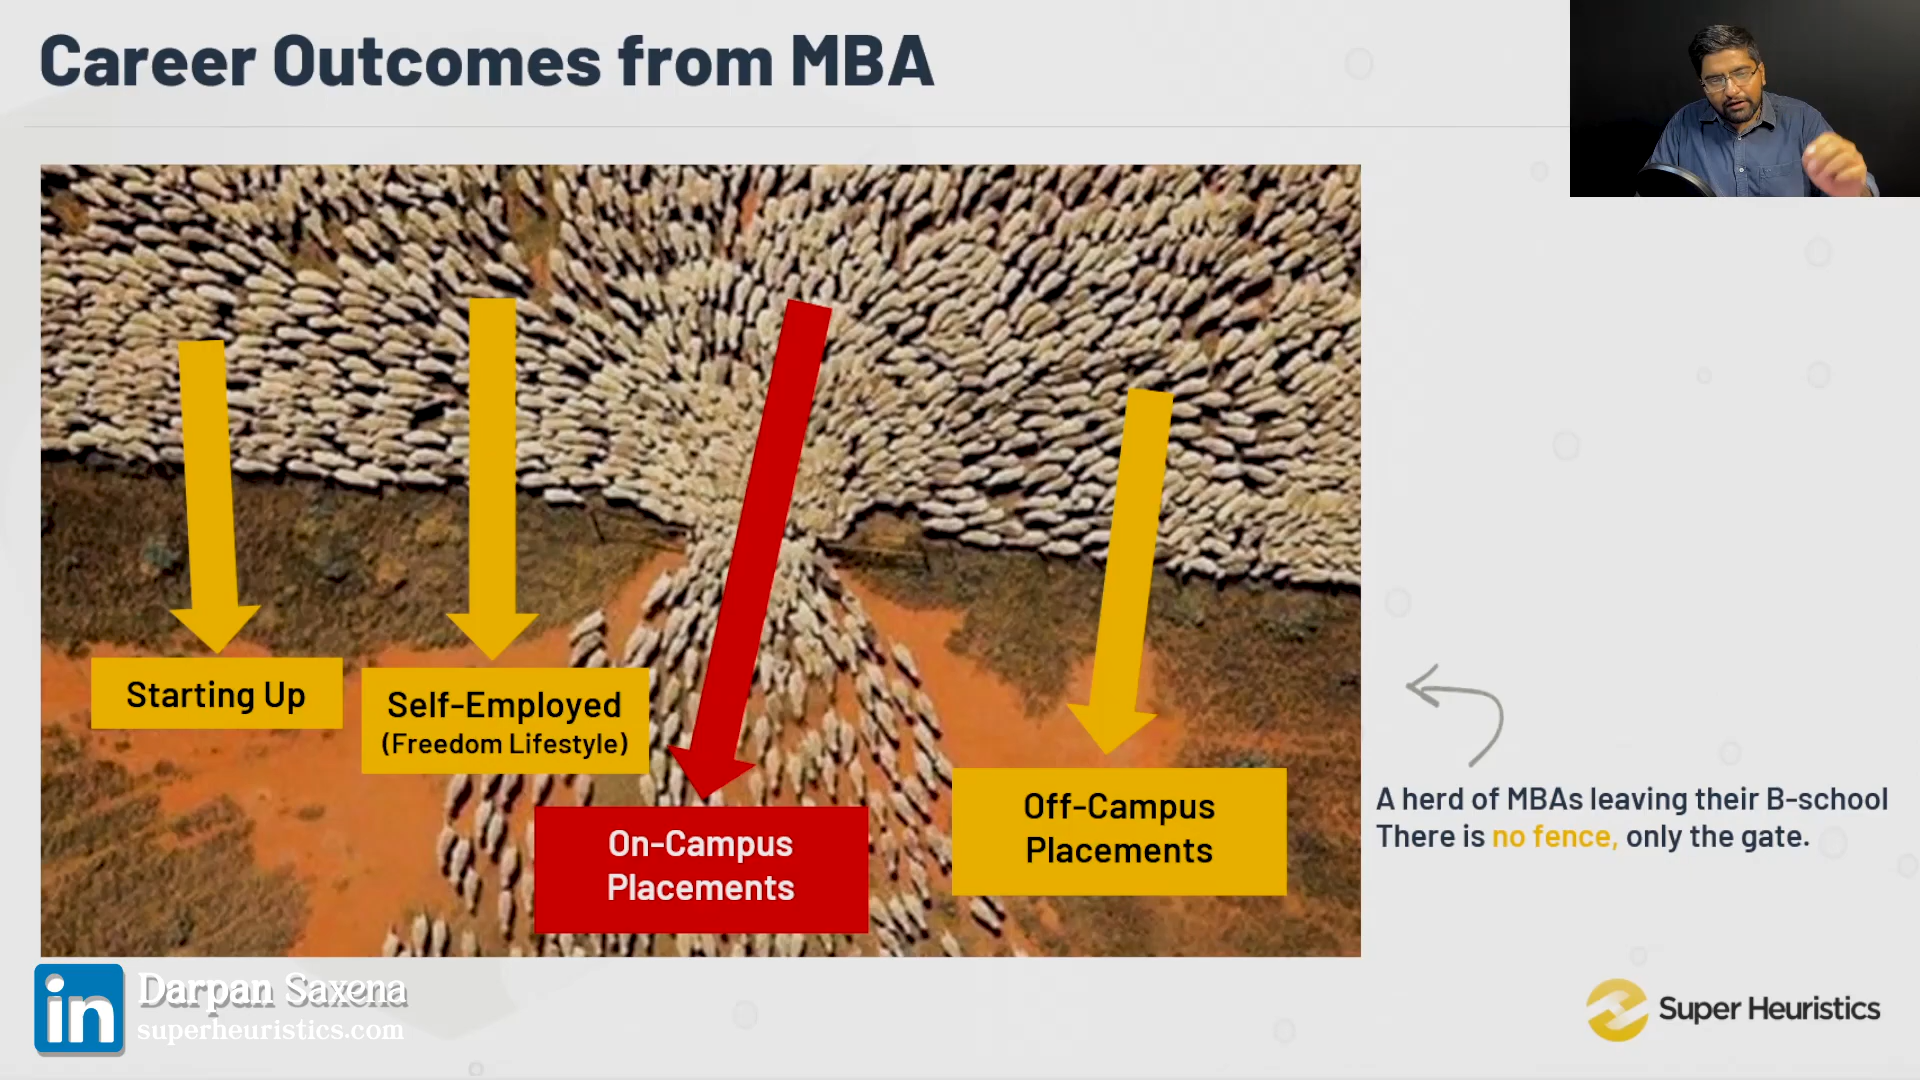 Career Outcomes from MBA
Starting Up
Self-Employed
(Freedom Lifestyle)
On-Campus
Placements
Off-Campus
Placements
A herd of MBAs leaving their B-school
There is no fence, only the gate.
in
Darpan Saxena
superheuristics.com
Super Heuristics